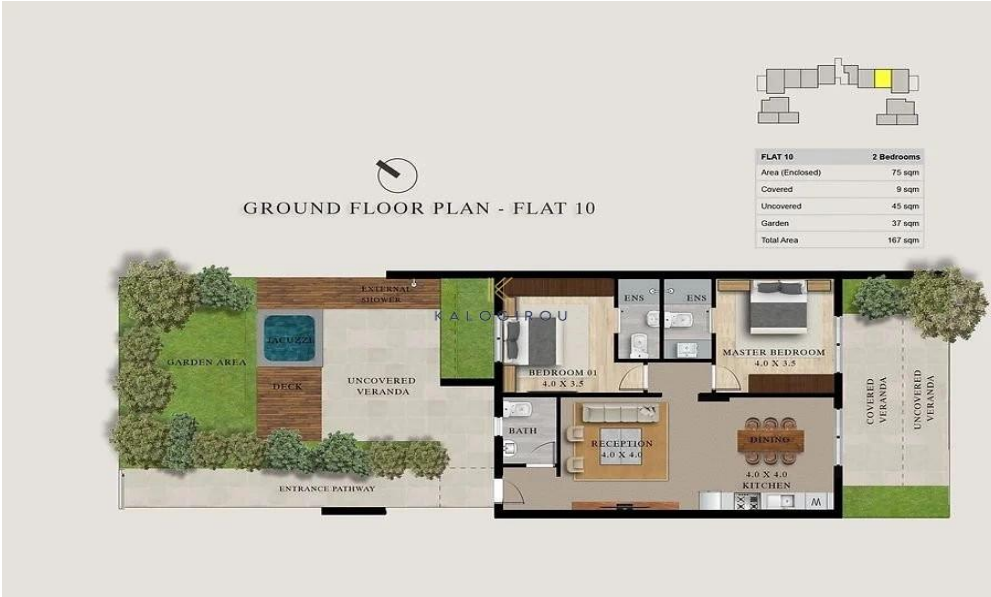 FLAT 10 2 Bedrooms
Area (Enclosed) 75 sqm
Covered 9 sqm
Uncovered 45 sqm
Garden 37 sqm
Total Area 167 sqm
GROUND FLOOR PLAN - FLAT 10
EXTERNAL
SHOWER
KALOGIROU
ENS
ENS
JACUZZI
GARDEN AREA
DECK
UNCOVERED
VERANDA
BEDROOM 01
4.0 X 3.5
MASTER BEDROOM
4.0 X 3.5
COVERED
VERANDA
UNCOVERED
VERANDA
BATH
RECEPTION
4.0 X 4.0
DINING
4.0 X 4.0
KITCHEN
W
ENTRANCE PATHWAY